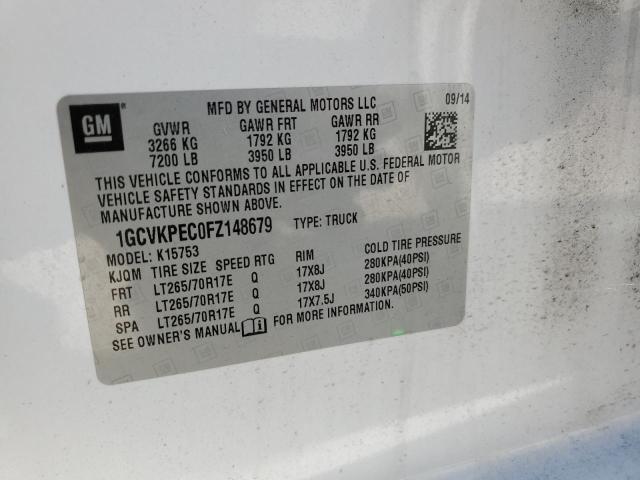 GM ®
MFD BY GENERAL MOTORS LLC 09/14
GVWR GAWR FRT GAWR RR
3266 KG 1792 KG 1792 KG
7200 LB 3950 LB 3950 LB
THIS VEHICLE CONFORMS TO ALL APPLICABLE U.S. FEDERAL MOTOR
VEHICLE SAFETY STANDARDS IN EFFECT ON THE DATE OF
MANUFACTURE SHOWN ABOVE.
1GCVKPEC0FZ148679 TYPE: TRUCK
MODEL: K15753
KJQM TIRE SIZE SPEED RTG RIM COLD TIRE PRESSURE
FRT LT265/70R17E Q 17X8J 280KPA(40PSI)
RR LT265/70R17E Q 17X8J 280KPA(40PSI)
SPA LT265/70R17E Q 17X7.5J 340KPA(50PSI)
SEE OWNER'S MANUAL FOR MORE INFORMATION.